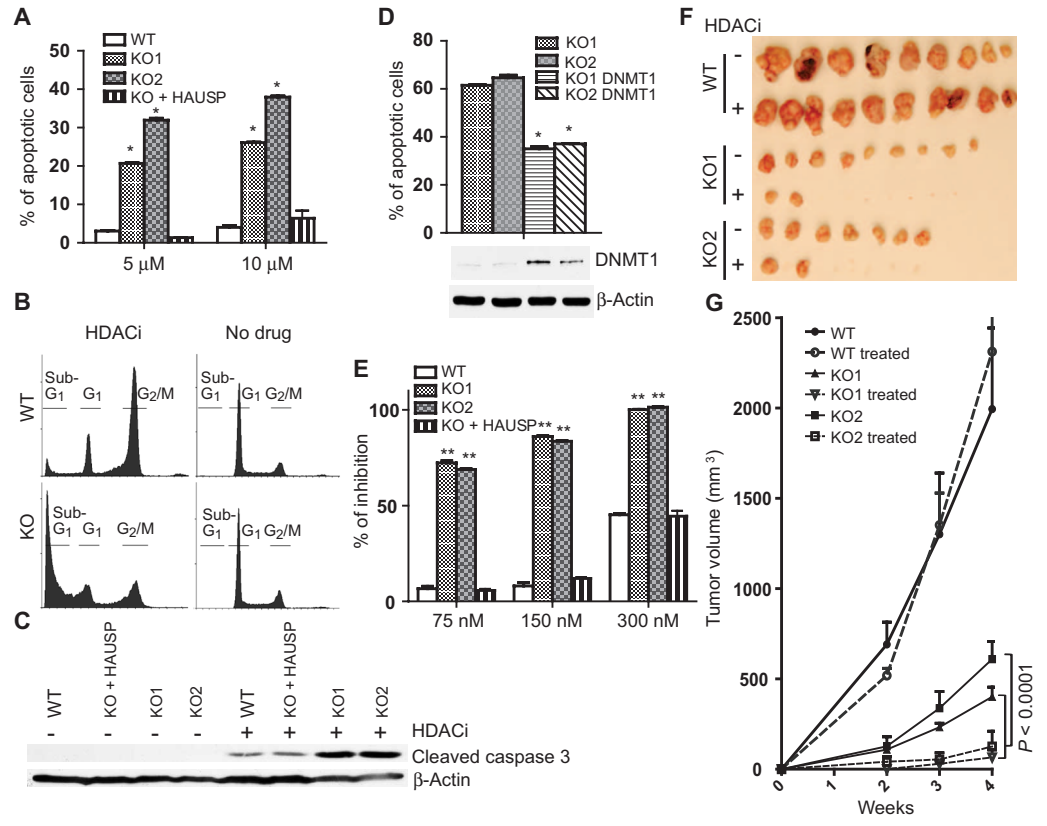 A
WT
KO1
KO2
KO + HAUSP
% of apoptotic cells
50
40
30
20
10
0
* * * *
5 µM
10 µM
B
HDACi
No drug
WT
Sub-
G1
G1
G2/M
Sub-
G1
G1
G2/M
KO
Sub-
G1
G1
G2/M
Sub-
G1
G1
G2/M
C
WT
KO + HAUSP
KO1
KO2
WT
KO + HAUSP
KO1
KO2
- - - - + + + + HDACi
Cleaved caspase 3
β-Actin
D
KO1
KO2
KO1 DNMT1
KO2 DNMT1
% of apoptotic cells
80
60
40
60
0
* *
DNMT1
β-Actin
E
WT
KO1
KO2
KO + HAUSP
% of inhibition
100
50
0
** ** ** ** ** **
75 nM
150 nM
300 nM
F
HDACi
WT
-
+
KO1
-
+
KO2
-
+
G
WT
WT treated
KO1
KO1 treated
KO2
KO2 treated
Tumor volume (mm³)
2500
2000
1500
1000
500
0
0 1 2 3 4
Weeks
P < 0.0001